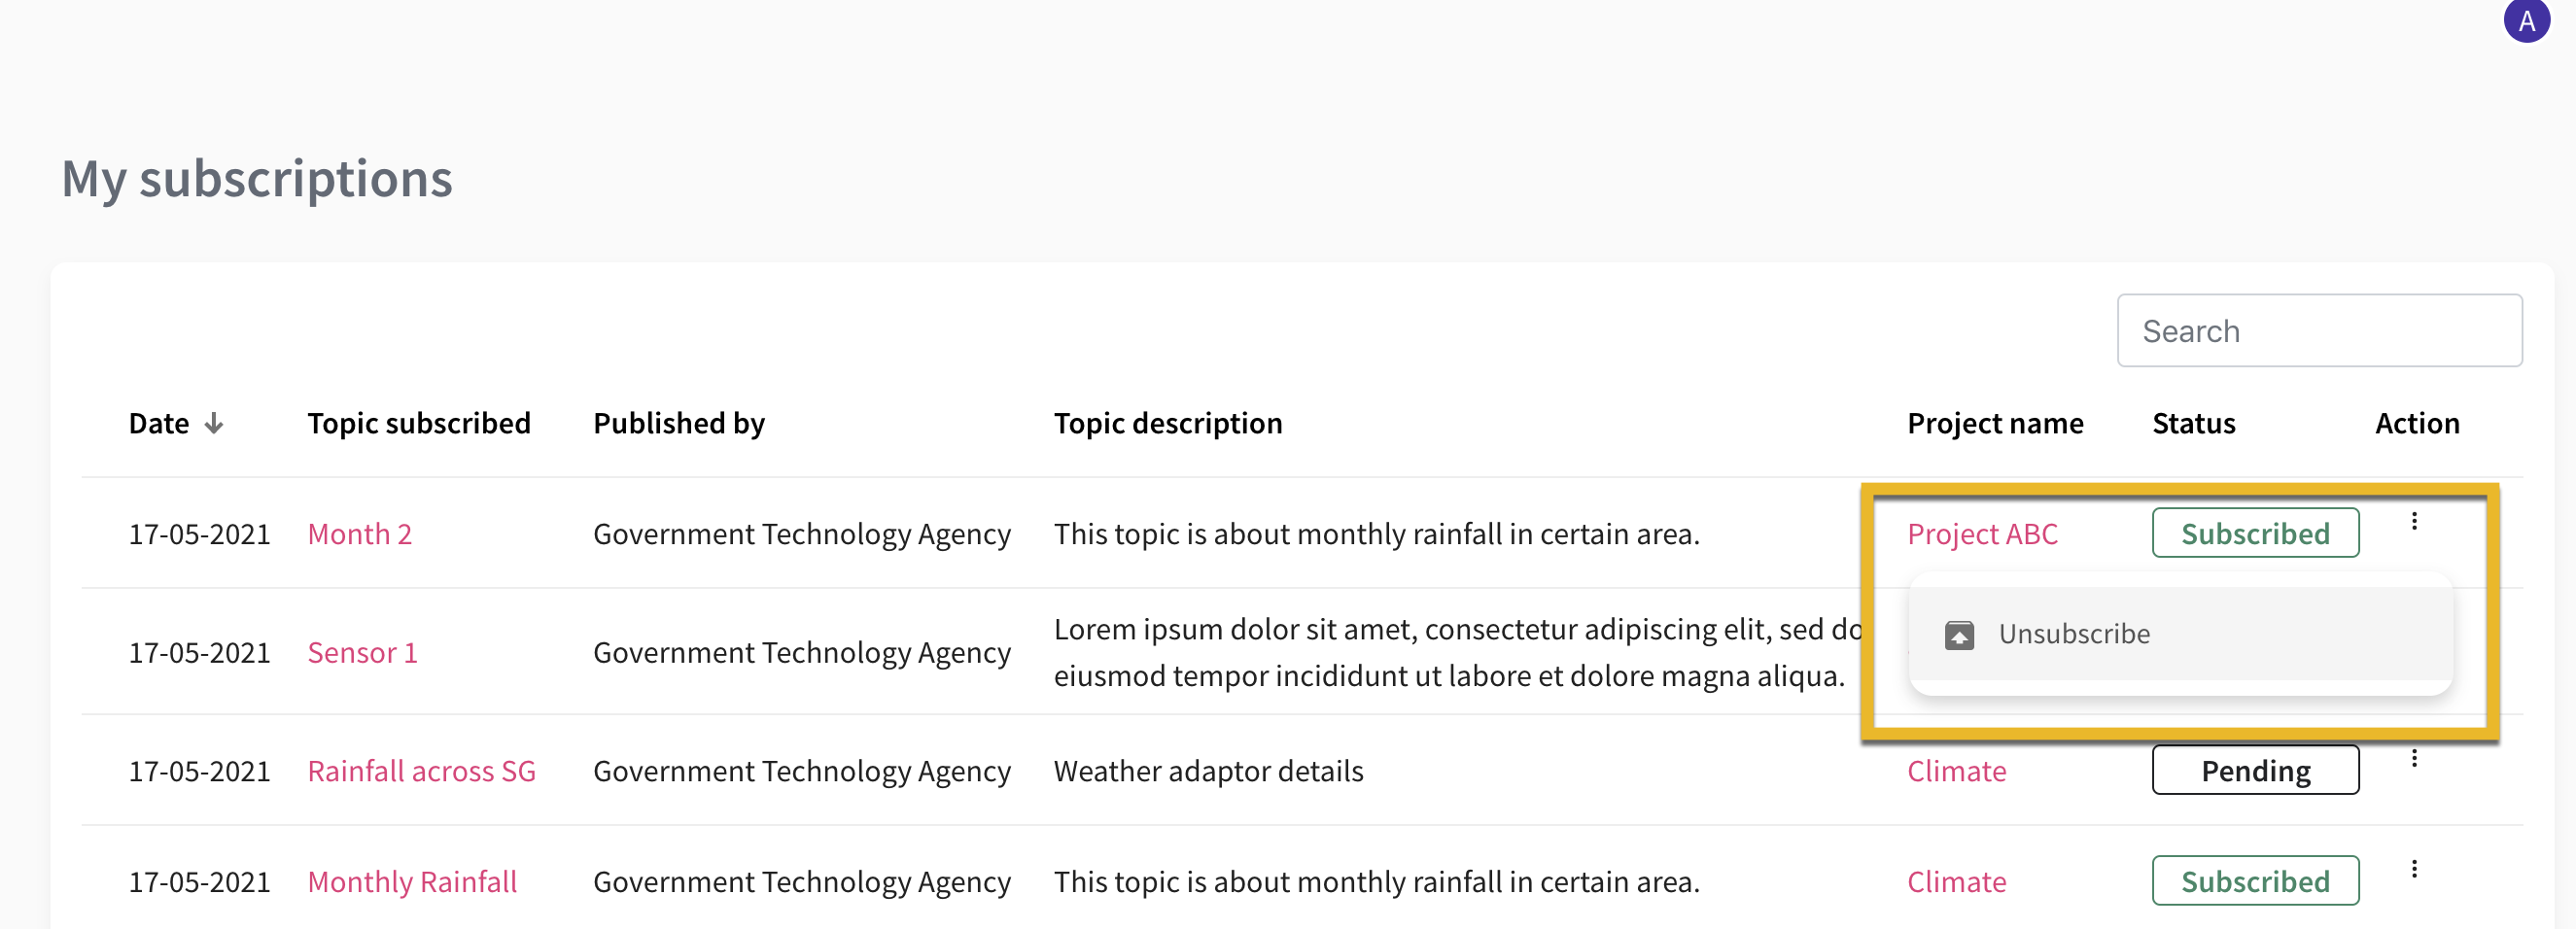 A
My subscriptions
Search
Date Topic subscribed Published by Topic description Project name Status Action
17-05-2021 Month 2 Government Technology Agency This topic is about monthly rainfall in certain area. Project ABC Subscribed
17-05-2021 Sensor 1 Government Technology Agency Lorem ipsum dolor sit amet, consectetur adipiscing elit, sed do
eiusmod tempor incididunt ut labore et dolore magna aliqua.
Unsubscribe
17-05-2021 Rainfall across SG Government Technology Agency Weather adaptor details Climate Pending
17-05-2021 Monthly Rainfall Government Technology Agency This topic is about monthly rainfall in certain area. Climate Subscribed